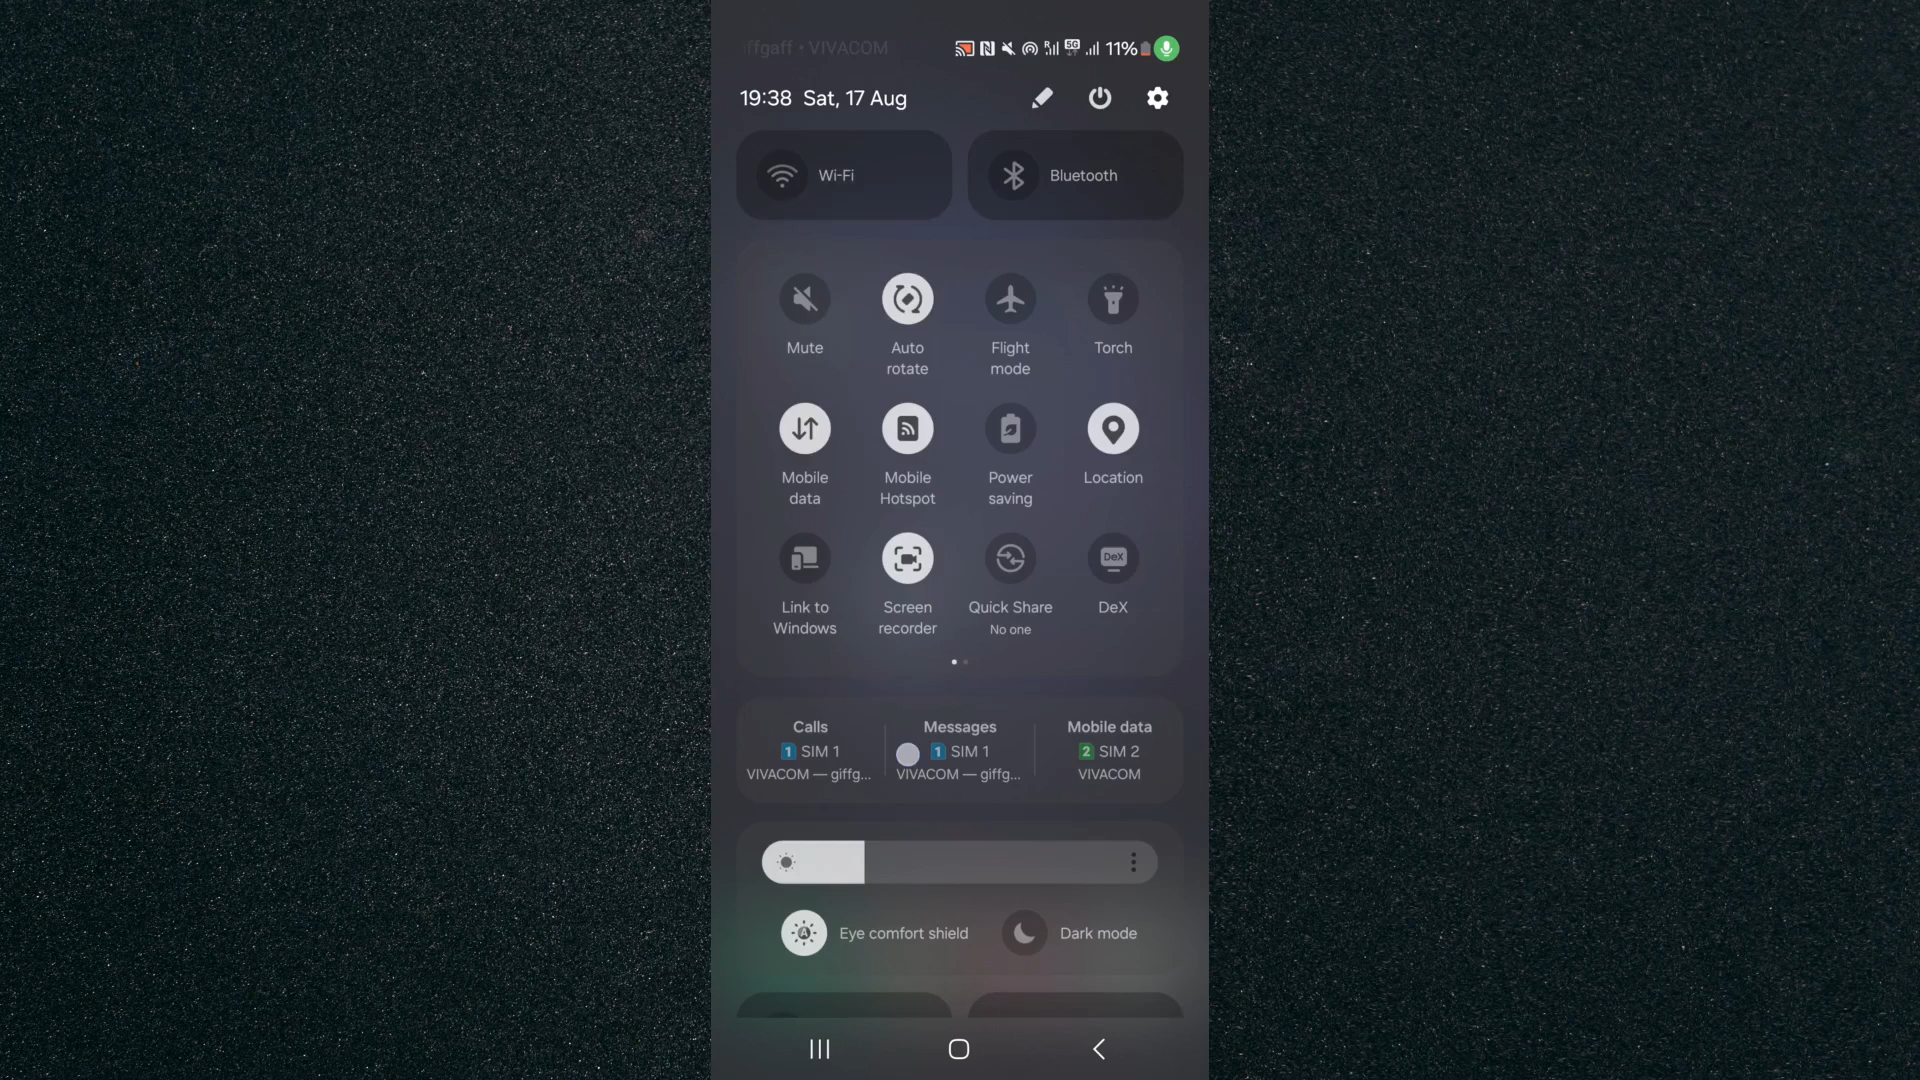 ffgaff • VIVACOM
5G 11%
19:38 Sat, 17 Aug
Wi-Fi
Bluetooth
Mute
Auto
rotate
Flight
mode
Torch
Mobile
data
Mobile
Hotspot
Power
saving
Location
Link to
Windows
Screen
recorder
Quick Share
No one
DeX
DeX
Calls
1 SIM 1
VIVACOM — giffg...
Messages
1 SIM 1
VIVACOM — giffg...
Mobile data
2 SIM 2
VIVACOM
A
Eye comfort shield
Dark mode